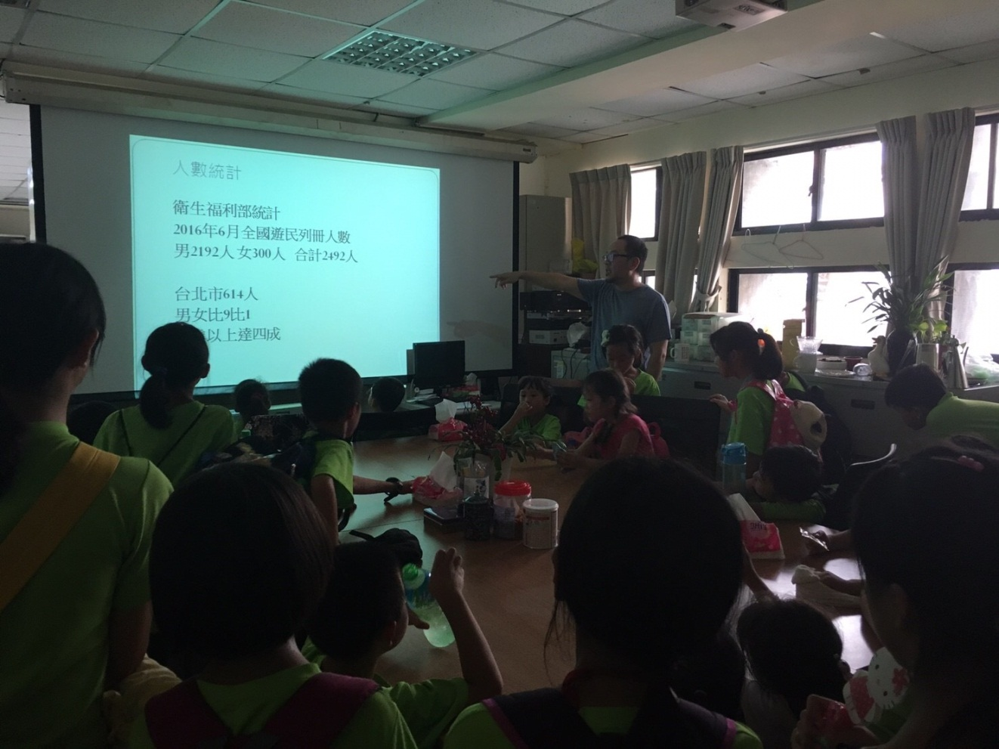 人數統計
衛生福利部統計
2016年6月全國遊民列冊人數
男2192人 女300人 合計2492人
台北市614人
男女比9比1
以上達四成